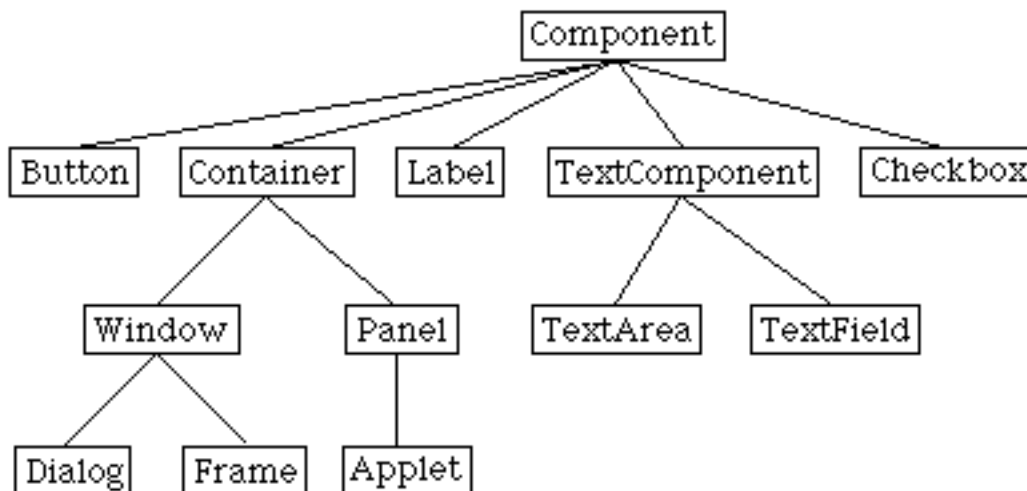 Component
Button Container Label TextComponent Checkbox
Window Panel TextArea TextField
Dialog Frame Applet